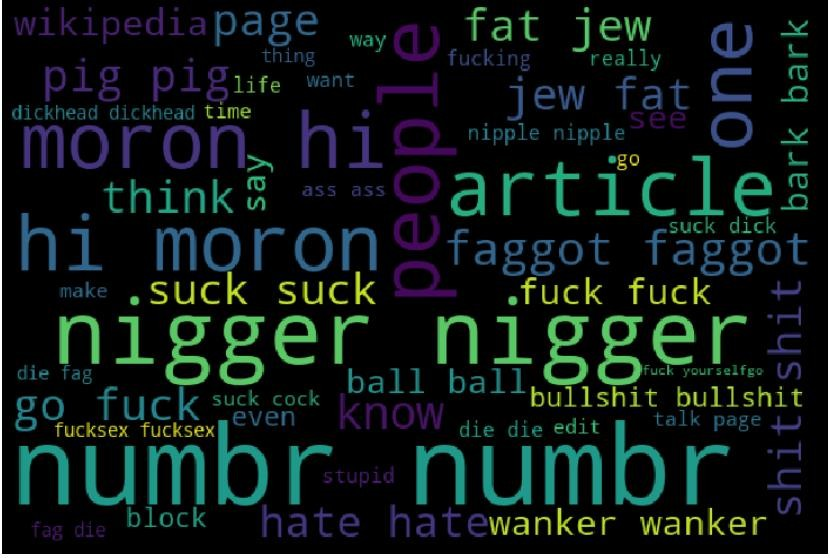 wikipedia page
way
fat jew
thing
fucking
really
pig pig
life
want
people
jew fat
one
bark bark
dickhead dickhead
time
see
moron hi
nipple nipple
go
think
say
ass ass
article
suck dick
hi moron
faggot faggot
make
.suck suck
.fuck fuck
nigger nigger
shit shit
die fag
fuck yourselfgo
ball ball
go fuck
suck cock
know
bullshit bullshit
even
talk page
fucksex fucksex
die die
edit
numbr numbr
stupid
fag die
block
hate hate
wanker wanker